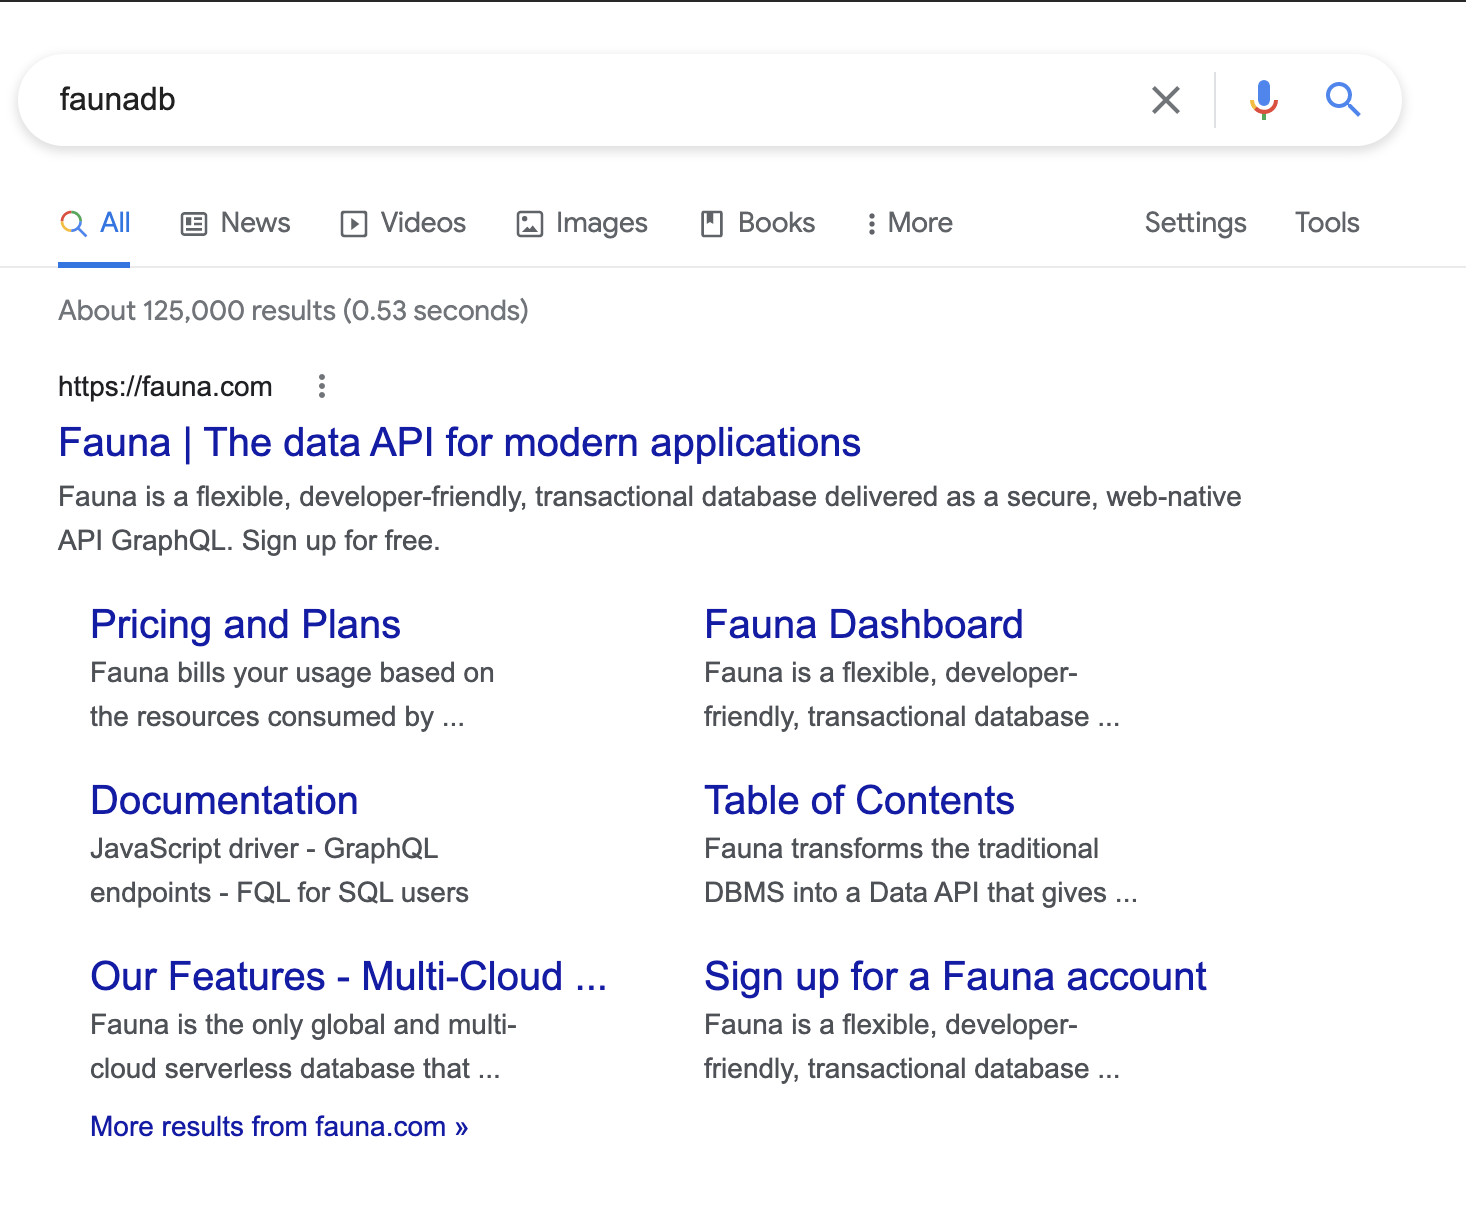 faunadb
All News Videos Images Books More Settings Tools
About 125,000 results (0.53 seconds)
https://fauna.com
Fauna | The data API for modern applications
Fauna is a flexible, developer-friendly, transactional database delivered as a secure, web-native
API GraphQL. Sign up for free.
Pricing and Plans
Fauna bills your usage based on
the resources consumed by ...
Fauna Dashboard
Fauna is a flexible, developer-
friendly, transactional database ...
Documentation
JavaScript driver - GraphQL
endpoints - FQL for SQL users
Table of Contents
Fauna transforms the traditional
DBMS into a Data API that gives ...
Our Features - Multi-Cloud ...
Fauna is the only global and multi-
cloud serverless database that ...
Sign up for a Fauna account
Fauna is a flexible, developer-
friendly, transactional database ...
More results from fauna.com »